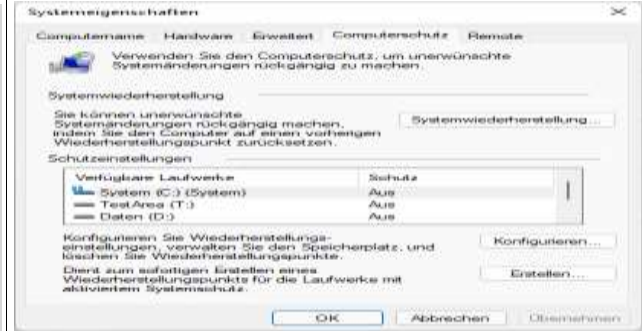 Systemeigenschaften
Computername Hardware Erweitert Computerschutz Remote
Verwenden Sie den Computerschutz, um unerwünschte
Systemänderungen rückgängig zu machen.
Systemwiederherstellung
Sie können unerwünschte
Systemänderungen rückgängig machen,
indem Sie den Computer auf einen vorherigen
Wiederherstellungspunkt zurücksetzen.
Systemwiederherstellung...
Schutzeinstellungen
Verfügbare Laufwerke Schutz
System (C:) (System) Aus
TestArea (T:) Aus
Daten (D:) Aus
Konfigurieren Sie Wiederherstellungs-
einstellungen, verwalten Sie den Speicherplatz, und
löschen Sie Wiederherstellungspunkte.
Konfigurieren...
Dient zum sofortigen Erstellen eines
Wiederherstellungspunkts für die Laufwerke mit
aktiviertem Systemschutz.
Erstellen...
OK Abbrechen Übernehmen